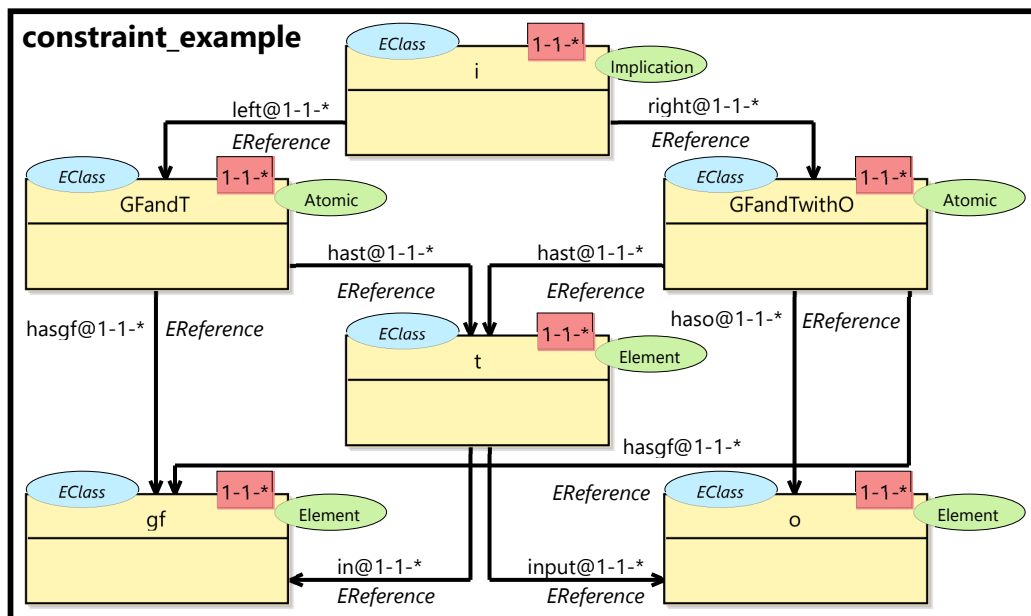 constraint_example
EClass
1-1-*
Implication
i
left@1-1-*
EReference
right@1-1-*
EReference
EClass
1-1-*
Atomic
GFandT
EClass
1-1-*
Atomic
GFandTwithO
hast@1-1-*
EReference
hast@1-1-*
EReference
hasgf@1-1-*
EReference
haso@1-1-*
EReference
EClass
1-1-*
Element
t
hasgf@1-1-*
EReference
EClass
1-1-*
Element
gf
EClass
1-1-*
Element
o
in@1-1-*
EReference
input@1-1-*
EReference